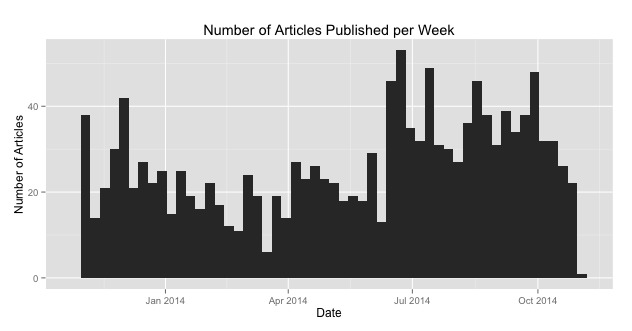 Number of Articles Published per Week
Number of Articles
40
20
0
Jan 2014 Apr 2014 Jul 2014 Oct 2014
Date